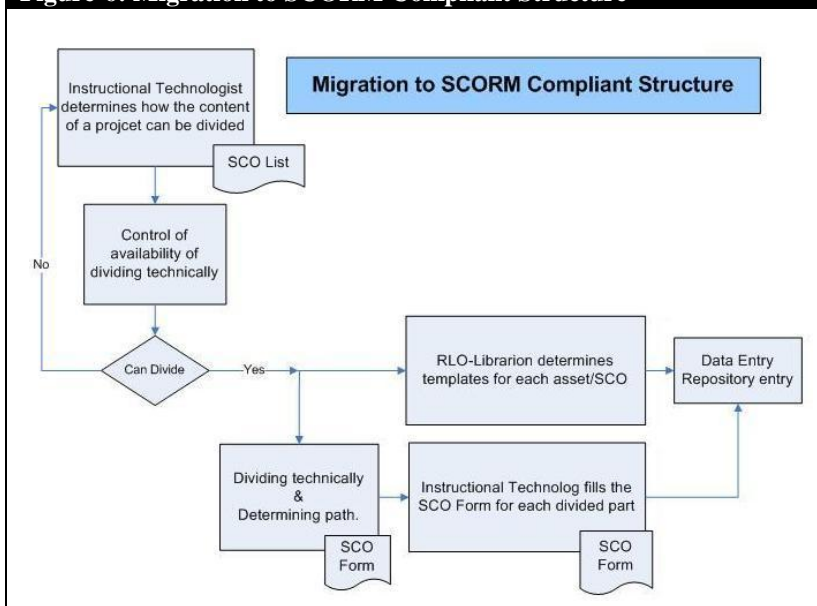 Figure 6. Migration to SCORM Compliant Structure
Migration to SCORM Compliant Structure
Instructional Technologist
determines how the content
of a projcet can be divided
SCO List
Control of
availability of
dividing technically
No
Can Divide
Yes
RLO-Librarion determines
templates for each asset/SCO
Data Entry
Repository entry
Dividing technically
&
Determining path.
SCO
Form
Instructional Technolog fills the
SCO Form for each divided part
SCO
Form